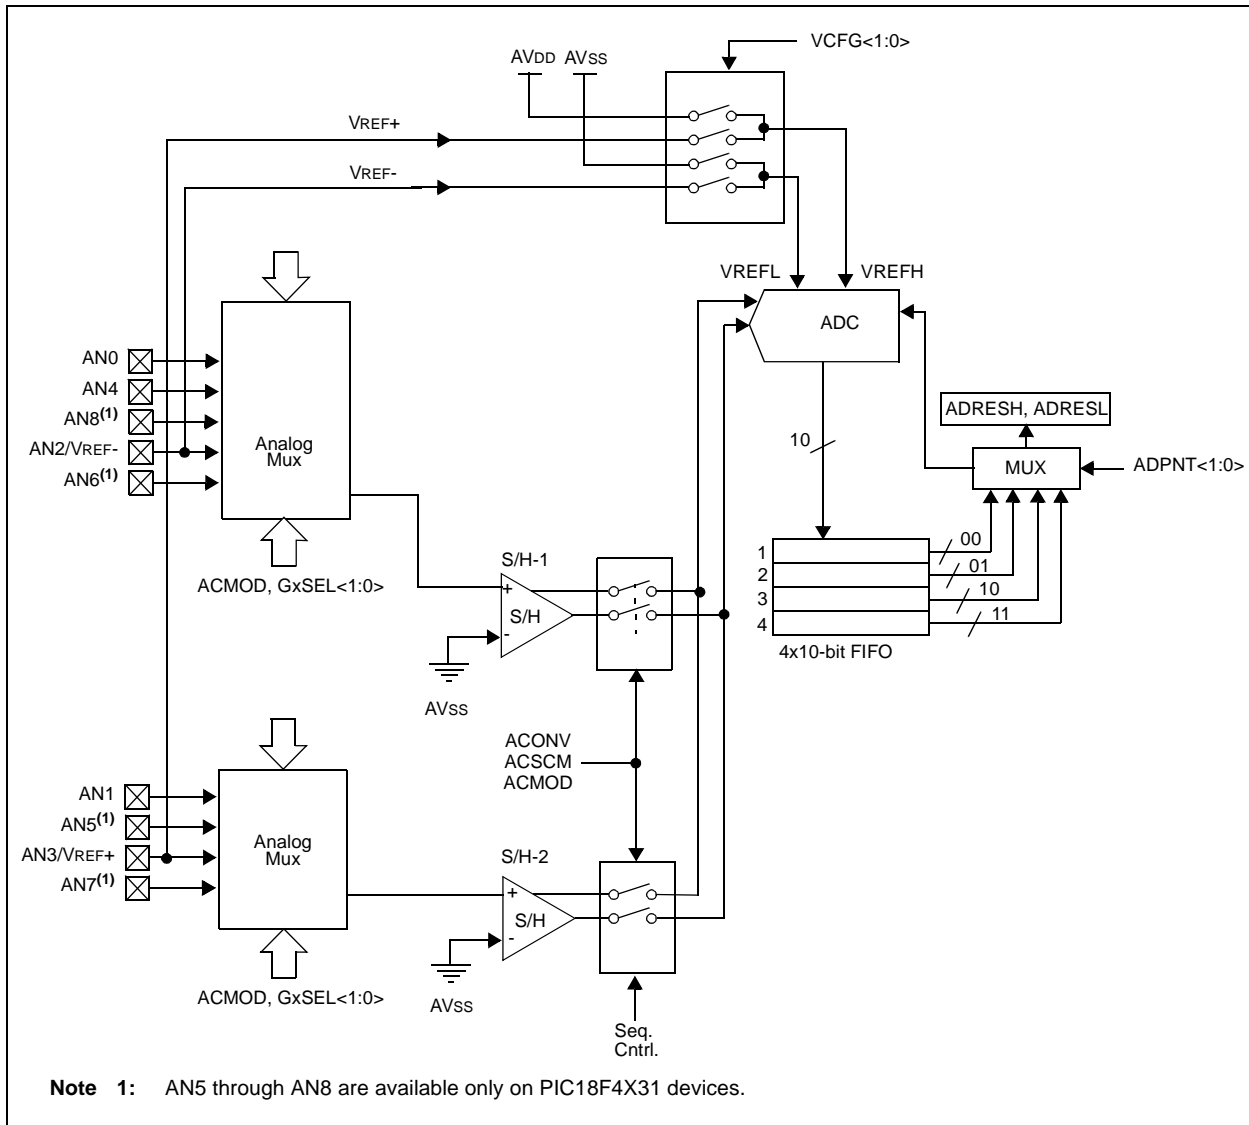 VCFG<1:0>
AVDD AVSS
VREF+
VREF-
VREFL VREFH
ADC
AN0
AN4
AN8(1)
AN2/VREF-
AN6(1)
Analog
Mux
ADRESH, ADRESL
10
MUX
ADPNT<1:0>
ACMOD, GxSEL<1:0>
S/H-1
+
S/H
-
AVSS
1
2
3
4
00
01
10
11
4x10-bit FIFO
ACONV
ACSCM
ACMOD
AN1
AN5(1)
AN3/VREF+
AN7(1)
Analog
Mux
S/H-2
+
S/H
-
AVSS
ACMOD, GxSEL<1:0>
Seq.
Cntrl.
Note 1: AN5 through AN8 are available only on PIC18F4X31 devices.